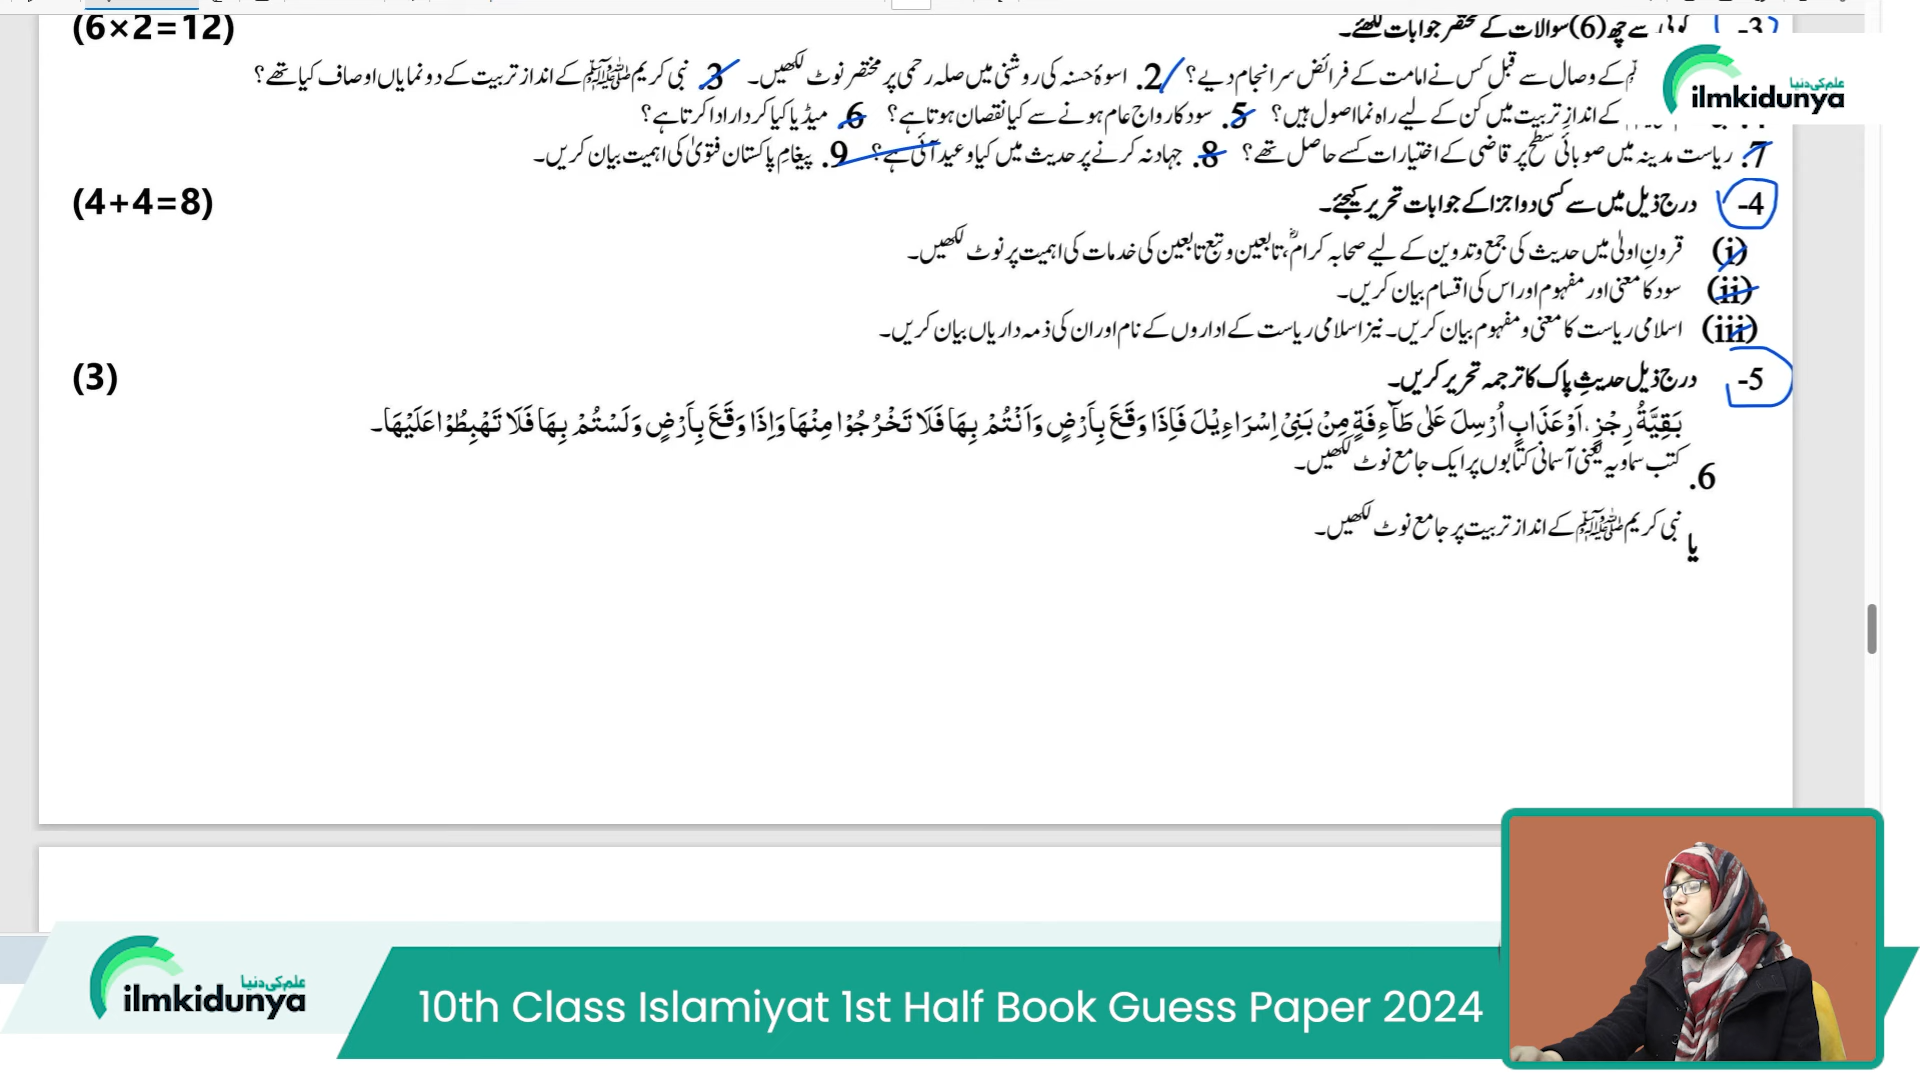 سے چھ (6) سوالات کے مختصر جوابات لکھئے۔ (6×2=12)
علم کی دنیا
ilmkidunya
کے وصال سے قبل کس نے امامت کے فرائض سرانجام دیے؟ 2. اسوۂ حسنہ کی روشنی میں صلہ رحمی پر مختصر نوٹ لکھیں۔ 3. نبی کریم ﷺ کے انداز تربیت کے دو نمایاں اوصاف کیا تھے؟
کے اندازِ تربیت میں کن کے لیے راہ نما اصول ہیں؟ 5. سود کا رواج عام ہونے سے کیا نقصان ہوتا ہے؟ 6. میڈیا کیا کردار ادا کرتا ہے؟
7. ریاست مدینہ میں صوبائی سطح پر قاضی کے اختیارات کسے حاصل تھے؟ 8. جہاد نہ کرنے پر حدیث میں کیا وعید آئی ہے؟ 9. پیغامِ پاکستان فتویٰ کی اہمیت بیان کریں۔
4- درج ذیل میں سے کسی دو اجزا کے جوابات تحریر کیجئے۔ (4+4=8)
(i) قرونِ اولیٰ میں حدیث کی جمع و تدوین کے لیے صحابہ کرامؓ، تابعین و تبع تابعین کی خدمات کی اہمیت پر نوٹ لکھیں۔
(ii) سود کا معنی اور مفہوم اور اس کی اقسام بیان کریں۔
(iii) اسلامی ریاست کا معنی و مفہوم بیان کریں۔ نیز اسلامی ریاست کے اداروں کے نام اور ان کی ذمہ داریاں بیان کریں۔
5- درج ذیل حدیثِ پاک کا ترجمہ تحریر کریں۔ (3)
بَقِيَّةُ رِجْزٍ، اَوْ عَذَابٍ اُرْسِلَ عَلٰى طَآءِفَةٍ مِنْ بَنِىْ اِسْرَاءِيْلَ فَاِذَا وَقَعَ بِاَرْضٍ وَاَنْتُمْ بِهَا فَلَا تَخْرُجُوْا مِنْهَا وَاِذَا وَقَعَ بِاَرْضٍ وَلَسْتُمْ بِهَا فَلَا تَهْبِطُوْا عَلَيْهَا۔
6. کتب سماویہ یعنی آسمانی کتابوں پر ایک جامع نوٹ لکھیں۔
یا نبی کریم ﷺ کے انداز تربیت پر جامع نوٹ لکھیں۔
علم کی دنیا
ilmkidunya
10th Class Islamiyat 1st Half Book Guess Paper 2024